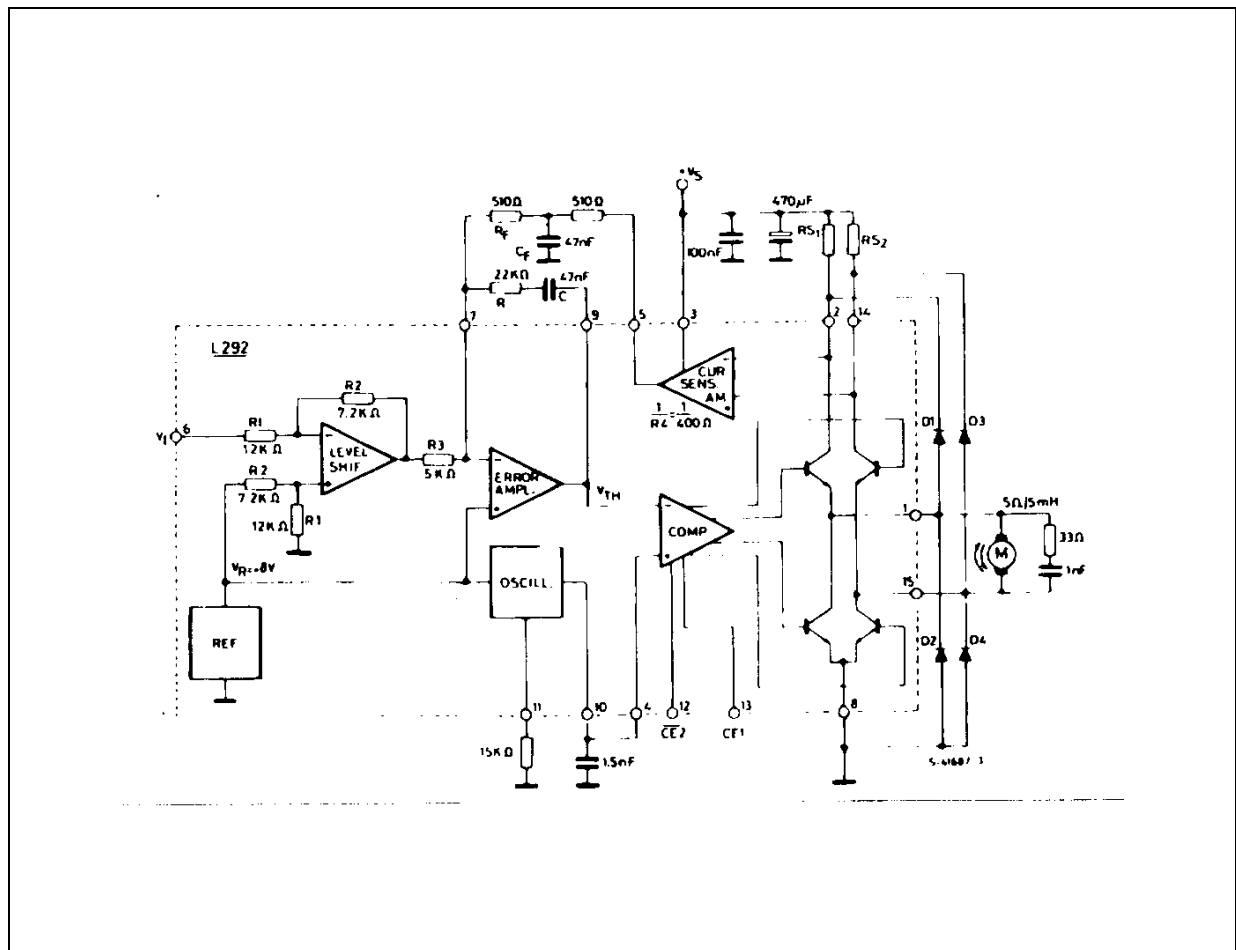 VS
510Ω
510Ω
RF
CF
47nF
470μF
100nF
RS1
RS2
22KΩ
47nF
R
C
7
9
5
3
2
14
L292
CUR
SENS.
AM.
1/R4 = 1/400Ω
R2
7.2KΩ
VI
6
R1
12KΩ
LEVEL
SHIF
R3
5KΩ
ERROR
AMPL.
VTH
D1
D3
R2
7.2KΩ
12KΩ
R1
COMP
1
5Ω/5mH
33Ω
M
1nF
VR=+8V
OSCILL.
15
REF
D2
D4
11
10
4
12
13
8
CE2
CE1
15KΩ
1.5nF